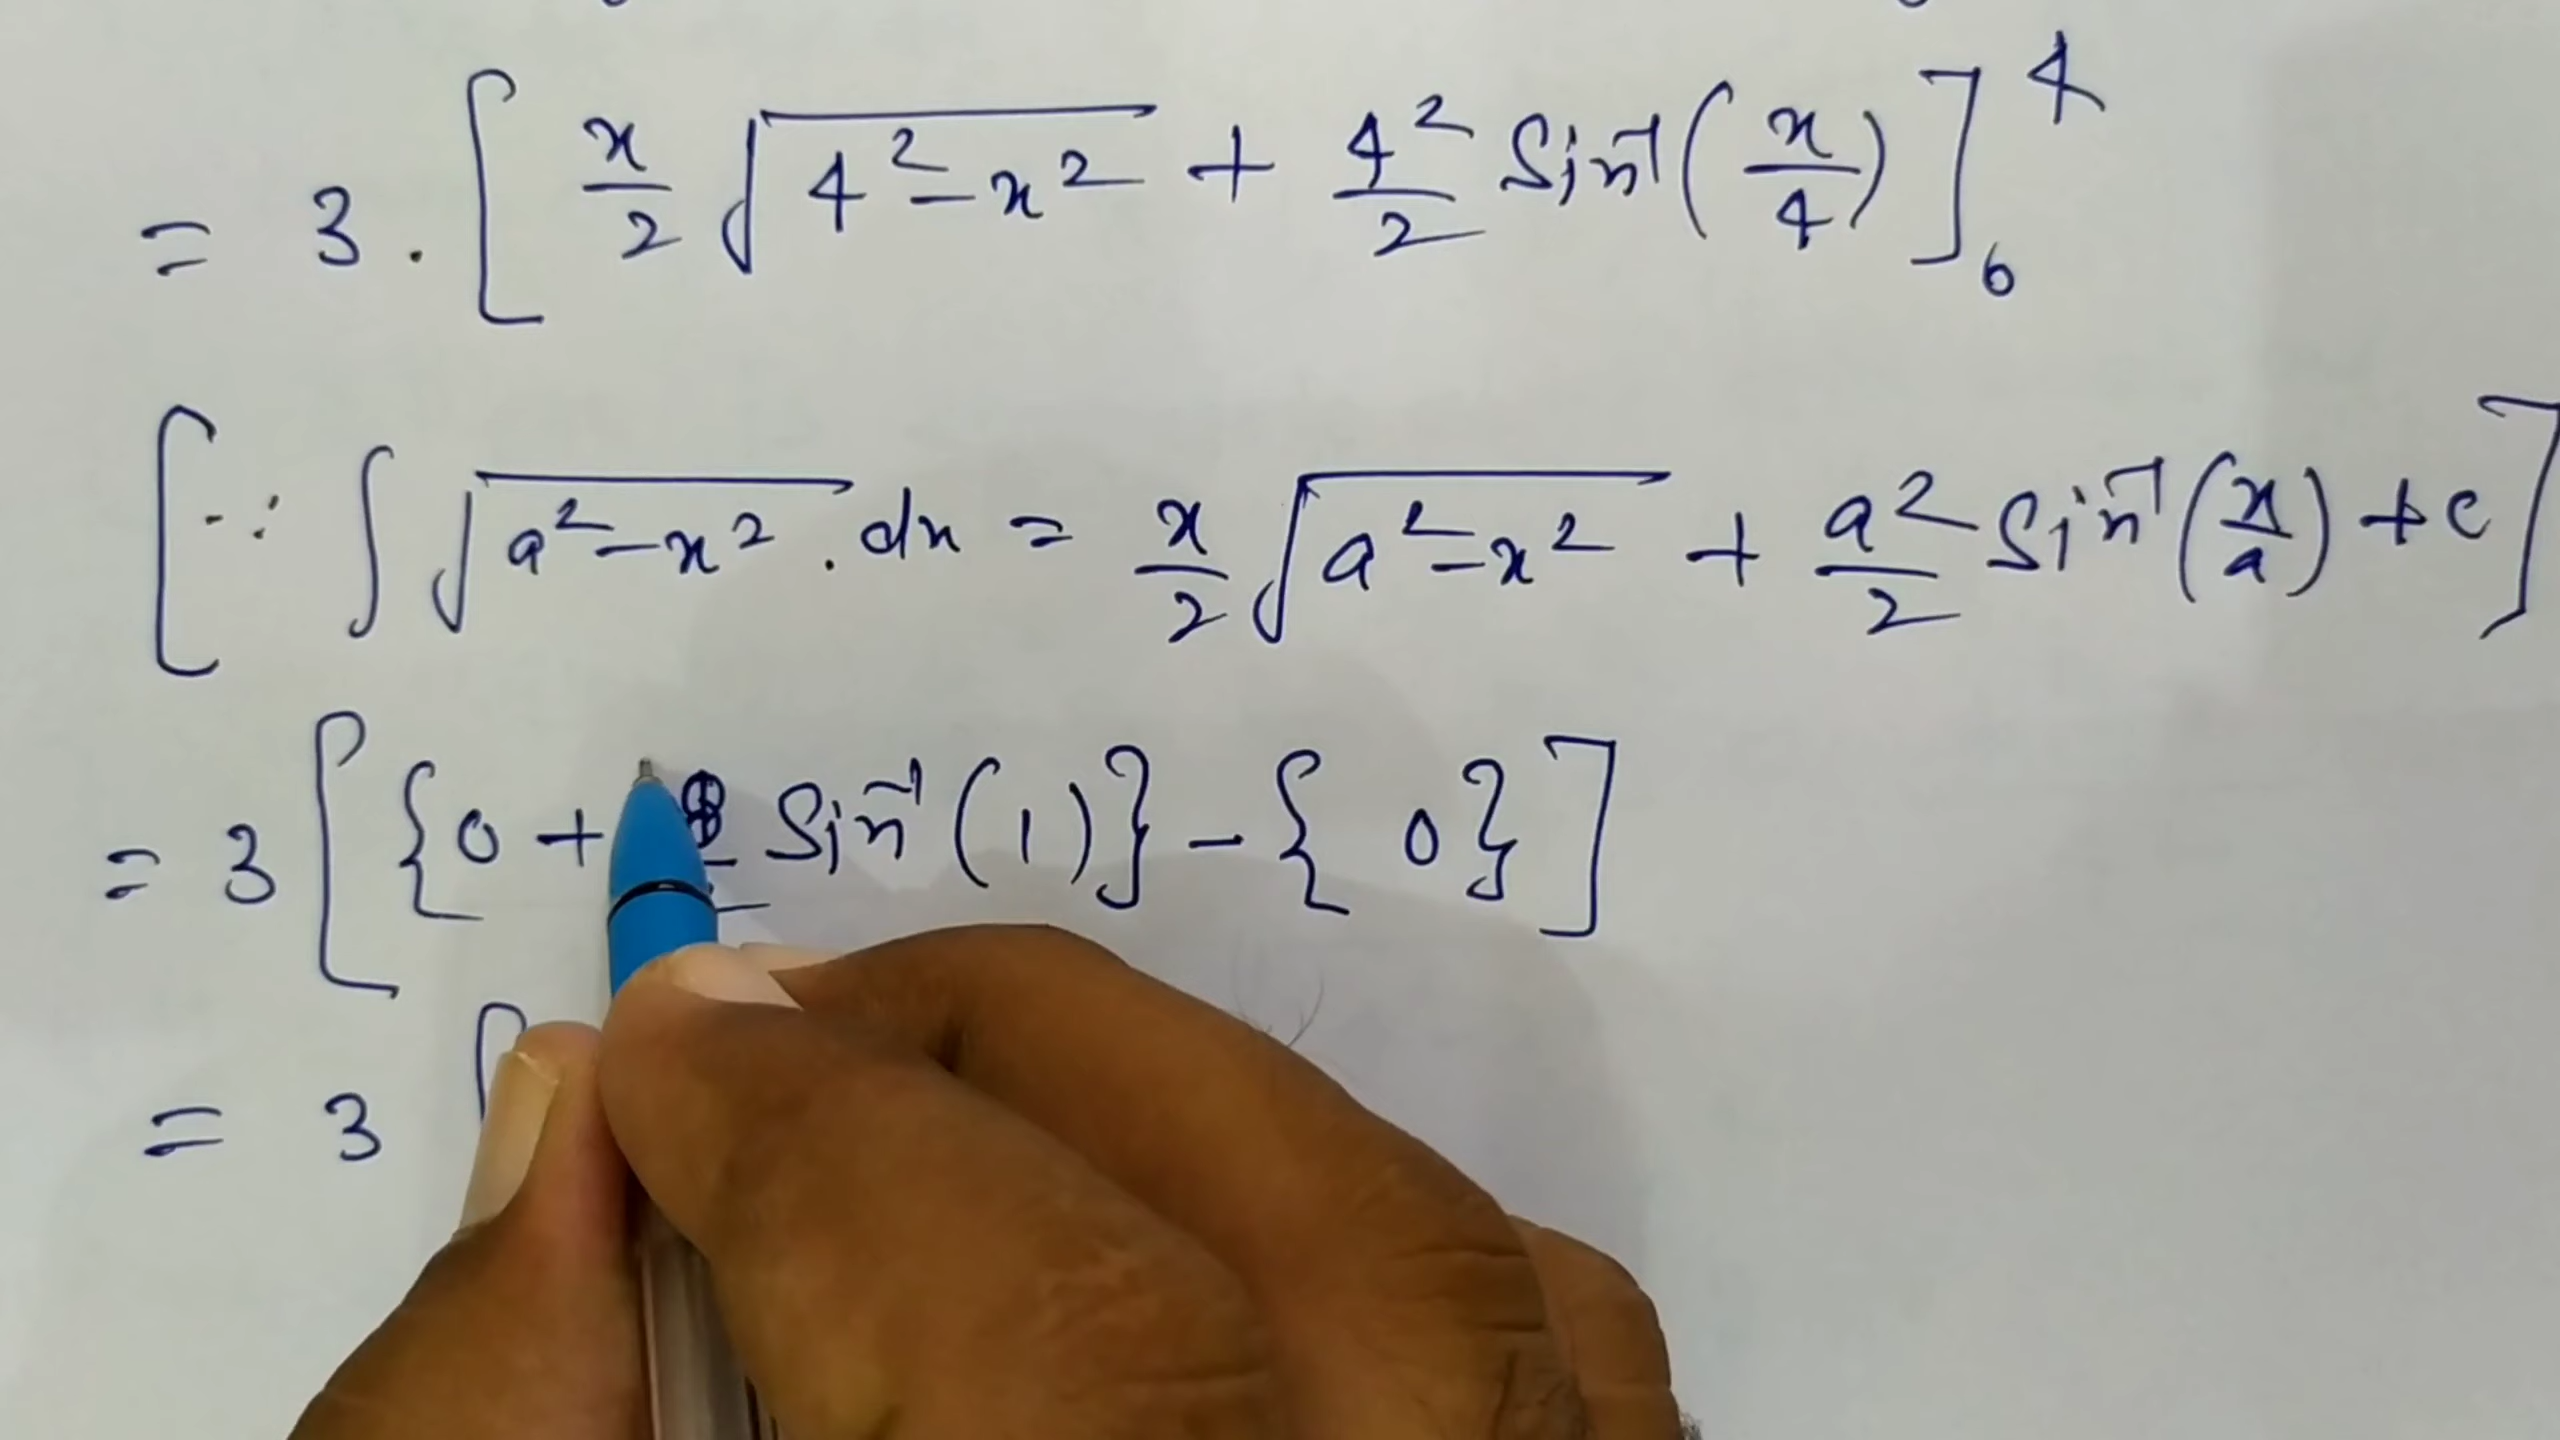 = 3 . [ x/2 √(4² - x²) + 4²/2 Sin⁻¹(x/4) ]₀⁴
[ ∵ ∫ √(a² - x²) . dx = x/2 √(a² - x²) + a²/2 Sin⁻¹(x/a) + c ]
= 3 [ { 0 + Sin⁻¹(1) } - { 0 } ]
= 3 [